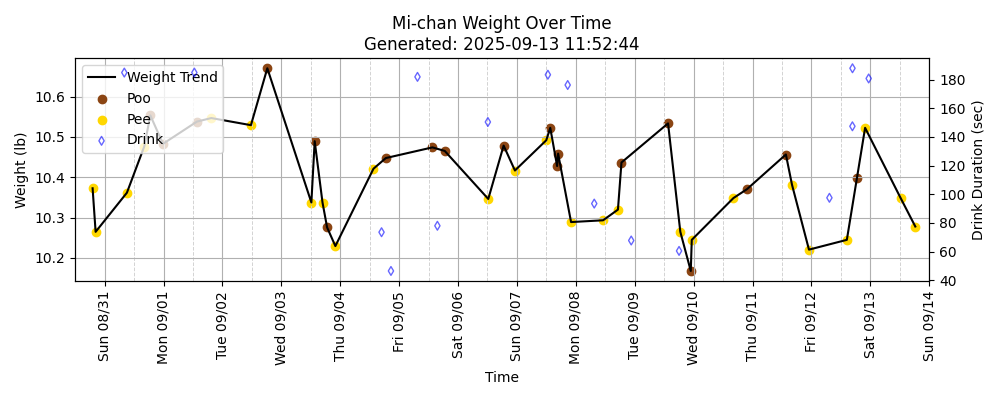 Mi-chan Weight Over Time
Generated: 2025-09-13 11:52:44
Weight (lb)
10.6
10.5
10.4
10.3
10.2
Weight Trend
Poo
Pee
Drink
180
160
140
120
100
80
60
40
Drink Duration (sec)
Sun 08/31
Mon 09/01
Tue 09/02
Wed 09/03
Thu 09/04
Fri 09/05
Sat 09/06
Sun 09/07
Mon 09/08
Tue 09/09
Wed 09/10
Thu 09/11
Fri 09/12
Sat 09/13
Sun 09/14
Time